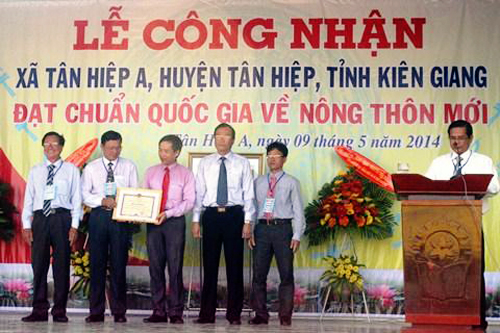 LỄ CÔNG NHẬN
XÃ TÂN HIỆP A, HUYỆN TÂN HIỆP, TỈNH KIÊN GIANG
ĐẠT CHUẨN QUỐC GIA VỀ NÔNG THÔN MỚI
Tân Hiệp A, ngày 09 tháng 5 năm 2014